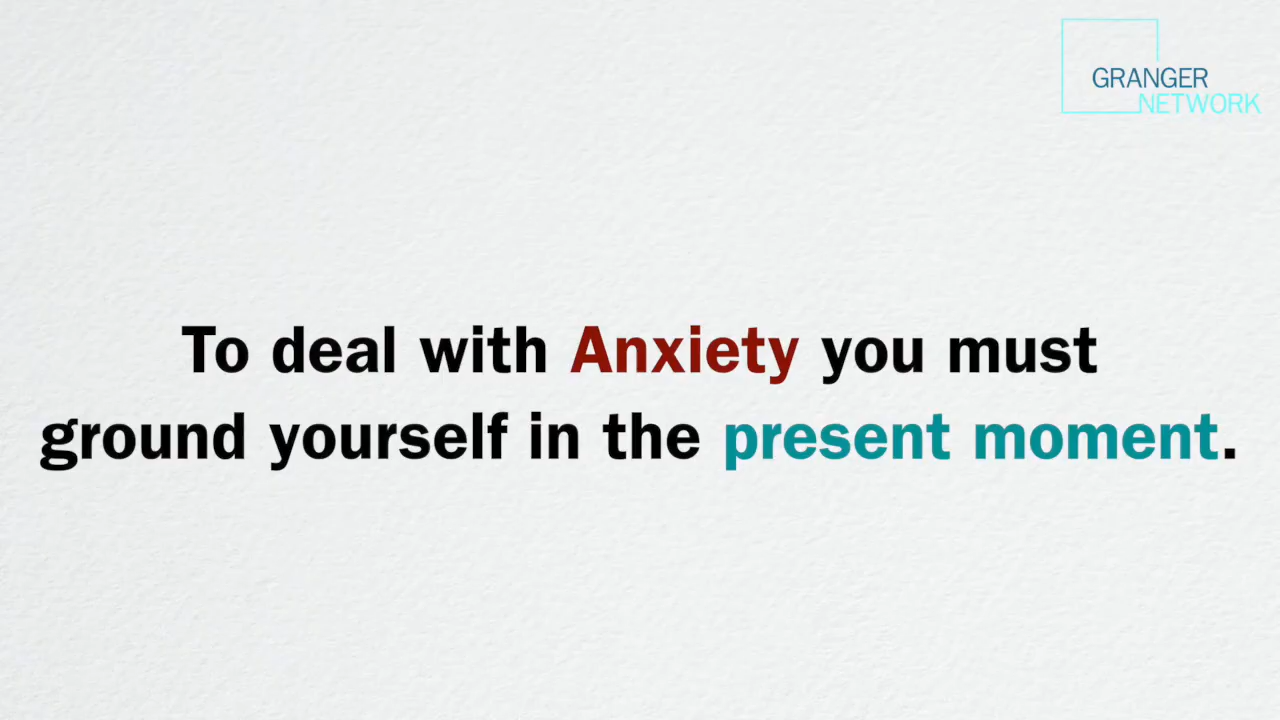 GRANGER
NETWORK
To deal with Anxiety you must
ground yourself in the present moment.